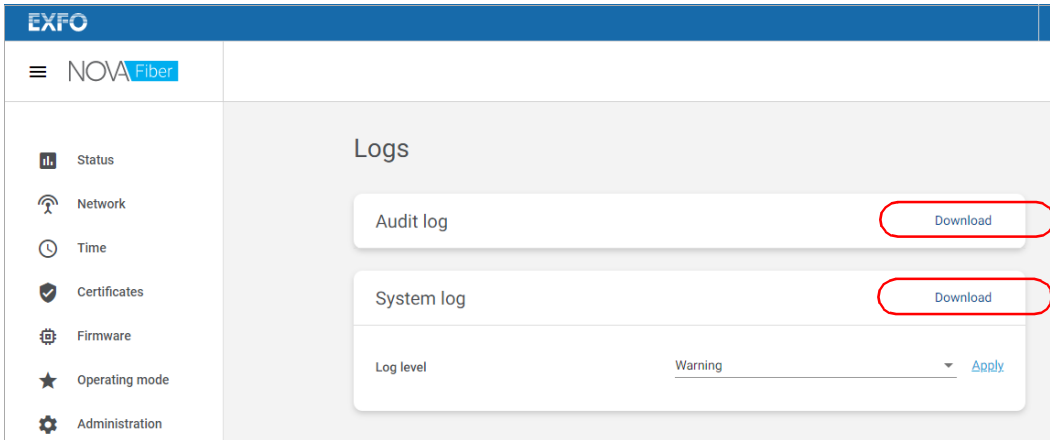 EXFO
NOVA Fiber
Status
Network
Time
Certificates
Firmware
Operating mode
Administration
Logs
Audit log Download
System log Download
Log level Warning Apply